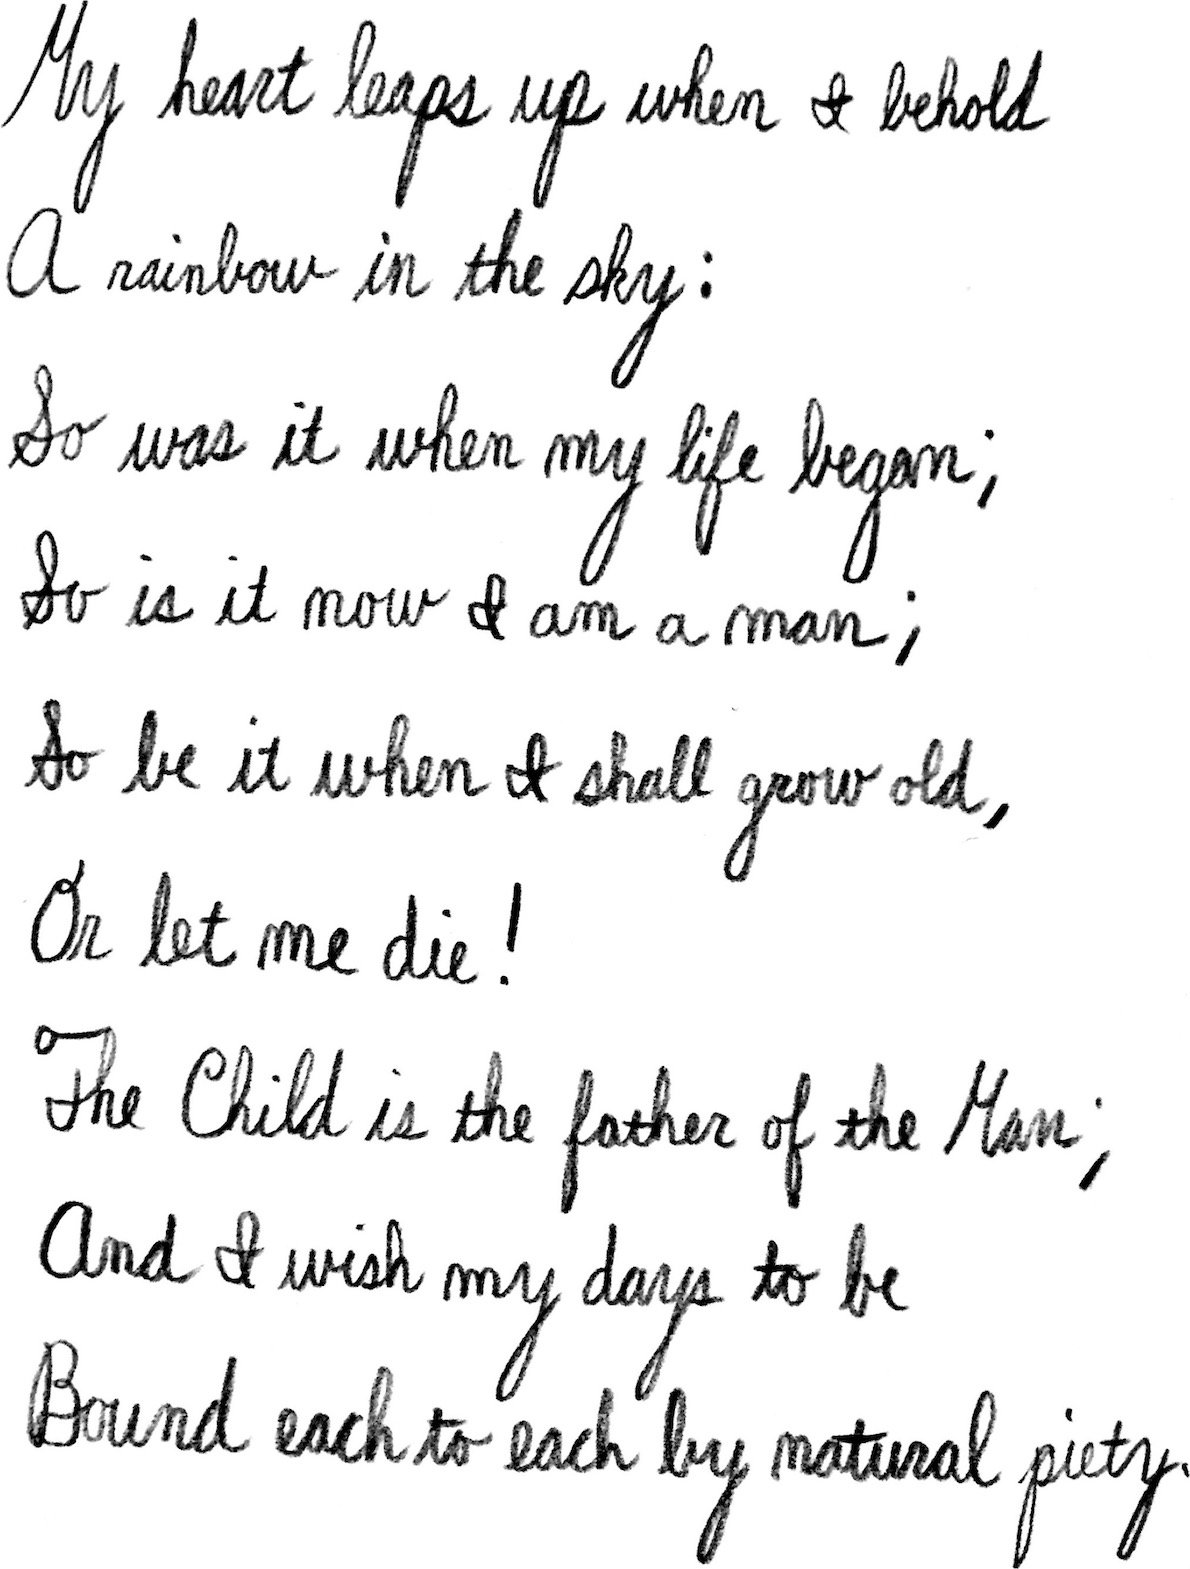 My heart leaps up when I behold
A rainbow in the sky:
So was it when my life began;
So is it now I am a man;
So be it when I shall grow old,
Or let me die!
The Child is the father of the Man;
And I wish my days to be
Bound each to each by natural piety.